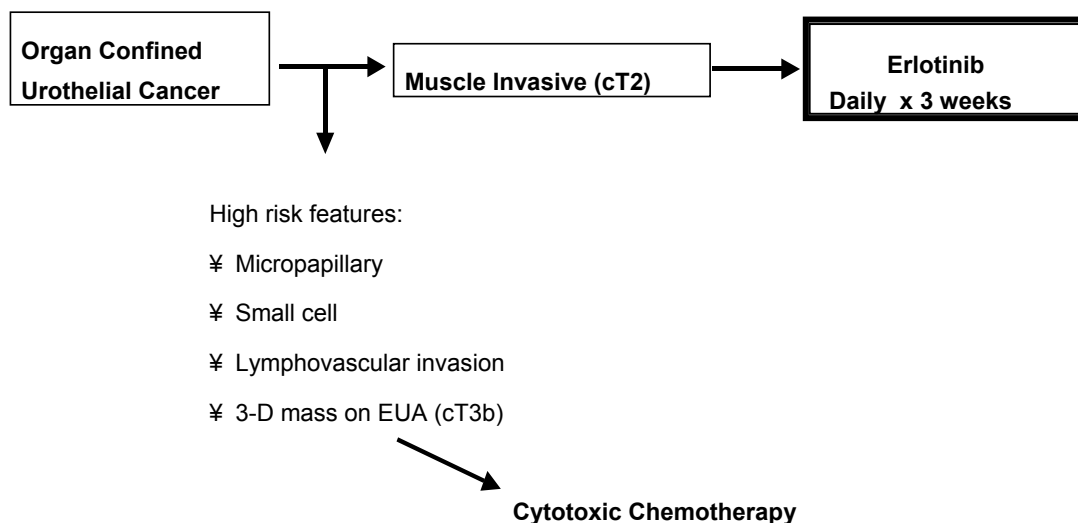 Organ Confined
Urothelial Cancer
Muscle Invasive (cT2)
Erlotinib
Daily x 3 weeks
High risk features:
¥ Micropapillary
¥ Small cell
¥ Lymphovascular invasion
¥ 3-D mass on EUA (cT3b)
Cytotoxic Chemotherapy